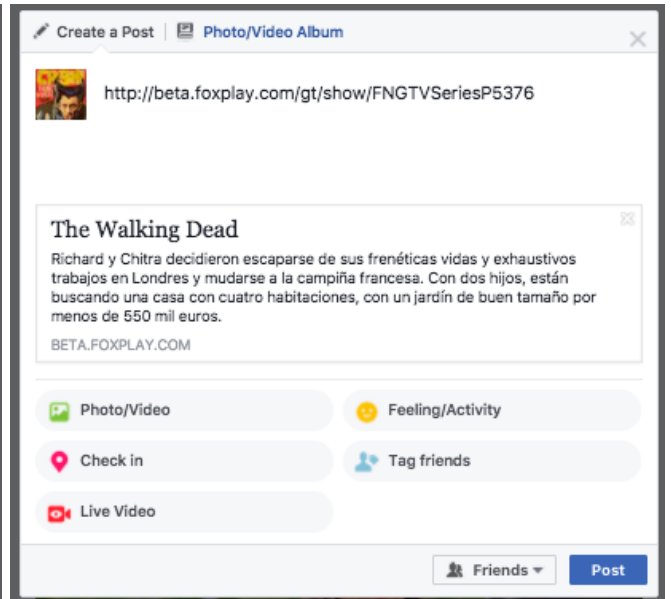 Create a Post
Photo/Video Album
http://beta.foxplay.com/gt/show/FNGTVSeriesP5376
The Walking Dead
Richard y Chitra decidieron escaparse de sus frenéticas vidas y exhaustivos
trabajos en Londres y mudarse a la campiña francesa. Con dos hijos, están
buscando una casa con cuatro habitaciones, con un jardín de buen tamaño por
menos de 550 mil euros.
BETA.FOXPLAY.COM
Photo/Video
Feeling/Activity
Check in
Tag friends
Live Video
Friends
Post